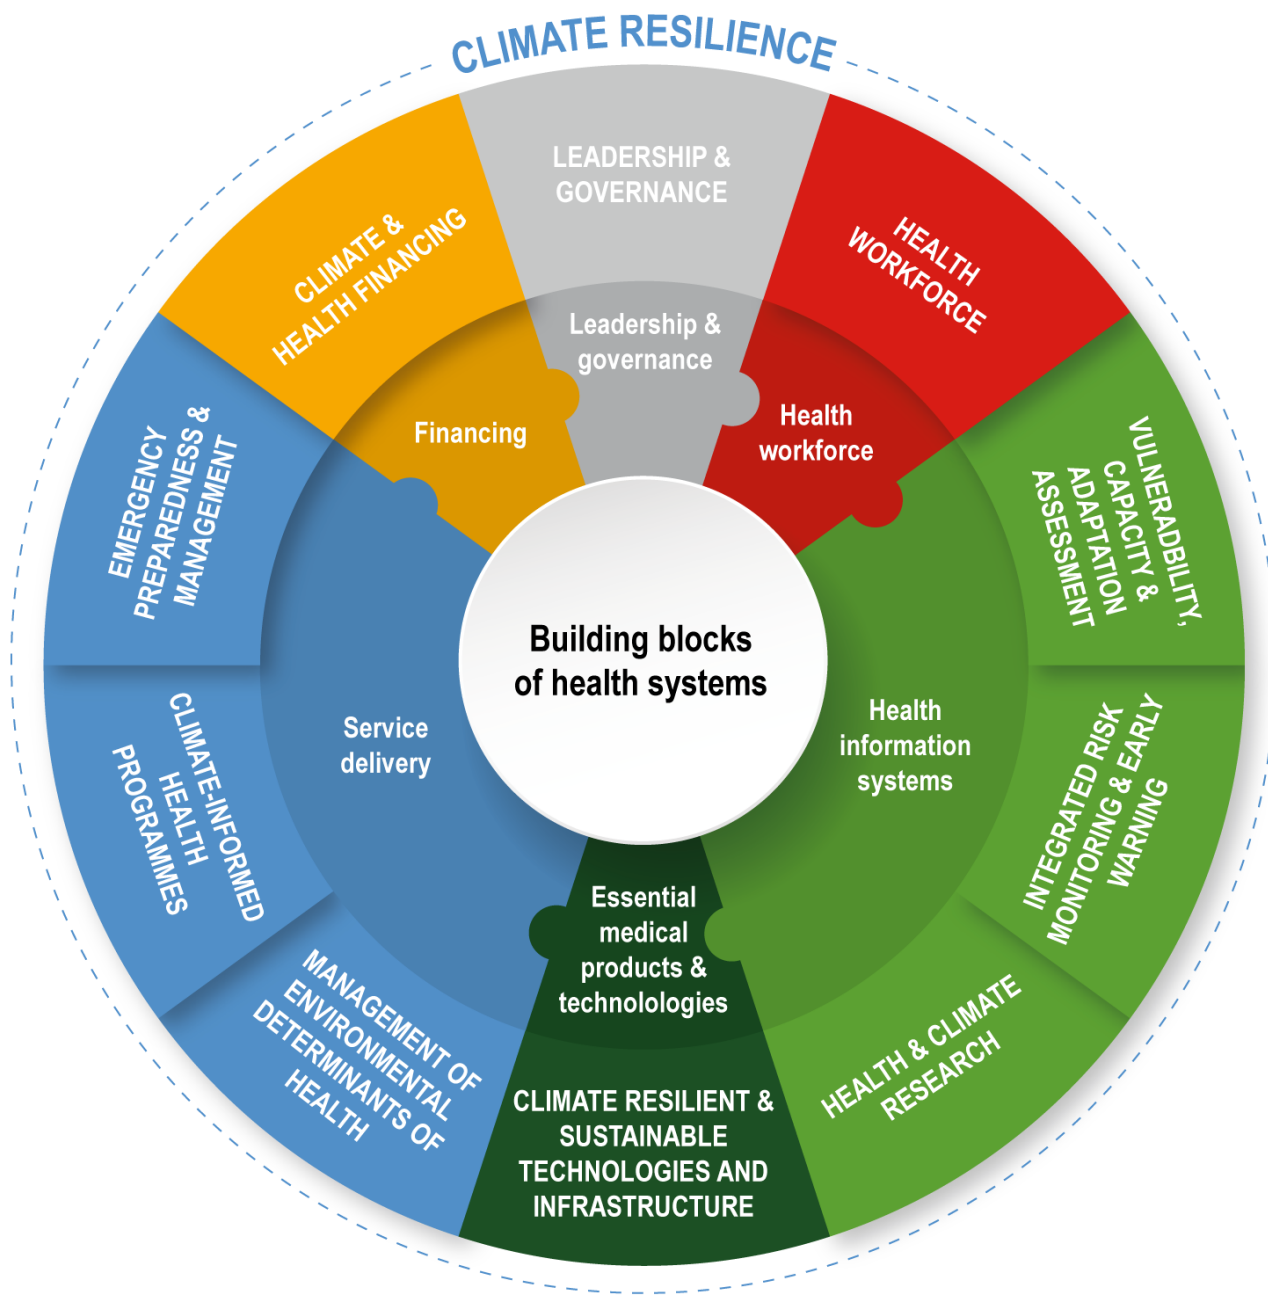 CLIMATE RESILIENCE
LEADERSHIP &
GOVERNANCE
HEALTH
WORKFORCE
VULNERADBILITY,
CAPACITY &
ADAPTATION
ASSESSMENT
INTEGRATED RISK
MONITORING & EARLY
WARNING
HEALTH & CLIMATE
RESEARCH
CLIMATE RESILIENT &
SUSTAINABLE
TECHNOLOGIES AND
INFRASTRUCTURE
MANAGEMENT OF
ENVIRONMENTAL
DETERMINANTS OF
HEALTH
CLIMATE-INFORMED
HEALTH
PROGRAMMES
EMERGENCY
PREPAREDNESS &
MANAGEMENT
CLIMATE &
HEALTH FINANCING
Leadership &
governance
Health
workforce
Health
information
systems
Essential
medical
products &
technolologies
Service
delivery
Financing
Building blocks
of health systems